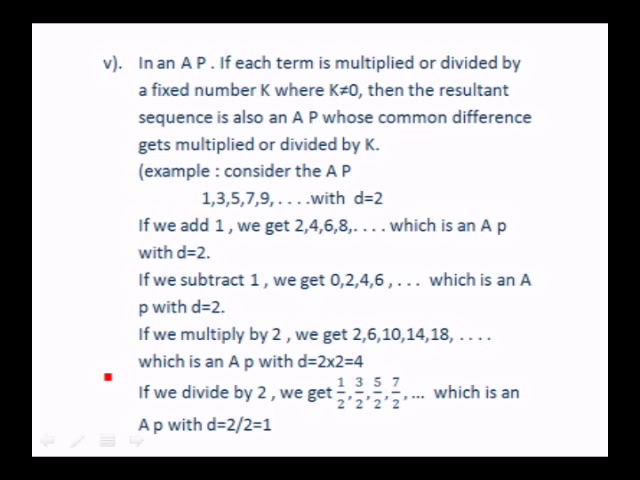 v). In an A P . If each term is multiplied or divided by
a fixed number K where K≠0, then the resultant
sequence is also an A P whose common difference
gets multiplied or divided by K.
(example : consider the A P
1,3,5,7,9,. . . .with d=2
If we add 1 , we get 2,4,6,8,. . . . which is an A p
with d=2.
If we subtract 1 , we get 0,2,4,6 , . . . which is an A
p with d=2.
If we multiply by 2 , we get 2,6,10,14,18, . . . .
which is an A p with d=2x2=4
If we divide by 2 , we get 1/2, 3/2, 5/2, 7/2, ... which is an
A p with d=2/2=1